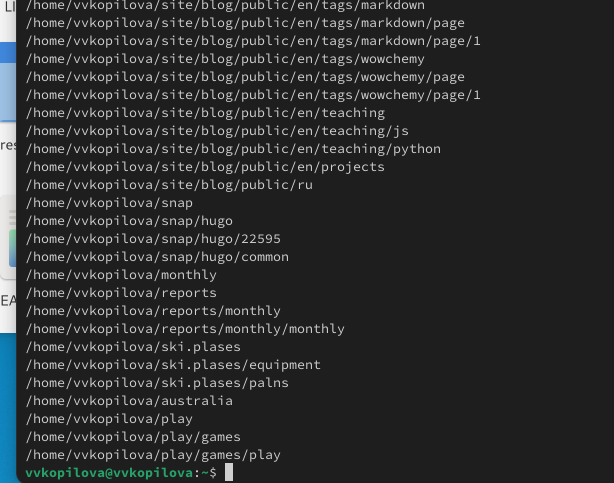 LI
/home/vvkopilova/site/blog/public/en/tags/markdown
/home/vvkopilova/site/blog/public/en/tags/markdown/page
/home/vvkopilova/site/blog/public/en/tags/markdown/page/1
/home/vvkopilova/site/blog/public/en/tags/wowchemy
/home/vvkopilova/site/blog/public/en/tags/wowchemy/page
/home/vvkopilova/site/blog/public/en/tags/wowchemy/page/1
/home/vvkopilova/site/blog/public/en/teaching
/home/vvkopilova/site/blog/public/en/teaching/js
res
/home/vvkopilova/site/blog/public/en/teaching/python
/home/vvkopilova/site/blog/public/en/projects
/home/vvkopilova/site/blog/public/ru
/home/vvkopilova/snap
/home/vvkopilova/snap/hugo
/home/vvkopilova/snap/hugo/22595
/home/vvkopilova/snap/hugo/common
/home/vvkopilova/monthly
/home/vvkopilova/reports
EA
/home/vvkopilova/reports/monthly
/home/vvkopilova/reports/monthly/monthly
/home/vvkopilova/ski.plases
/home/vvkopilova/ski.plases/equipment
/home/vvkopilova/ski.plases/palns
/home/vvkopilova/australia
/home/vvkopilova/play
/home/vvkopilova/play/games
/home/vvkopilova/play/games/play
vvkopilova@vvkopilova:~$